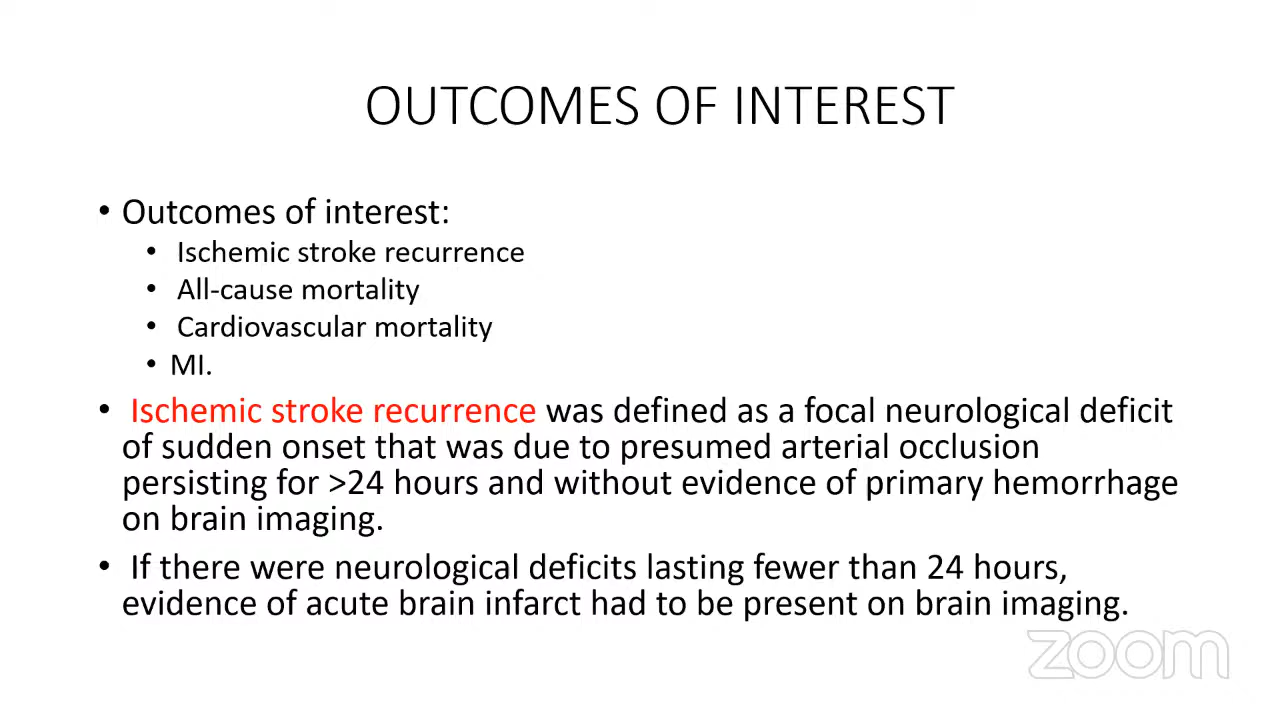 OUTCOMES OF INTEREST
• Outcomes of interest:
• Ischemic stroke recurrence
• All-cause mortality
• Cardiovascular mortality
• MI.
• Ischemic stroke recurrence was defined as a focal neurological deficit
of sudden onset that was due to presumed arterial occlusion
persisting for >24 hours and without evidence of primary hemorrhage
on brain imaging.
• If there were neurological deficits lasting fewer than 24 hours,
evidence of acute brain infarct had to be present on brain imaging.
zoom